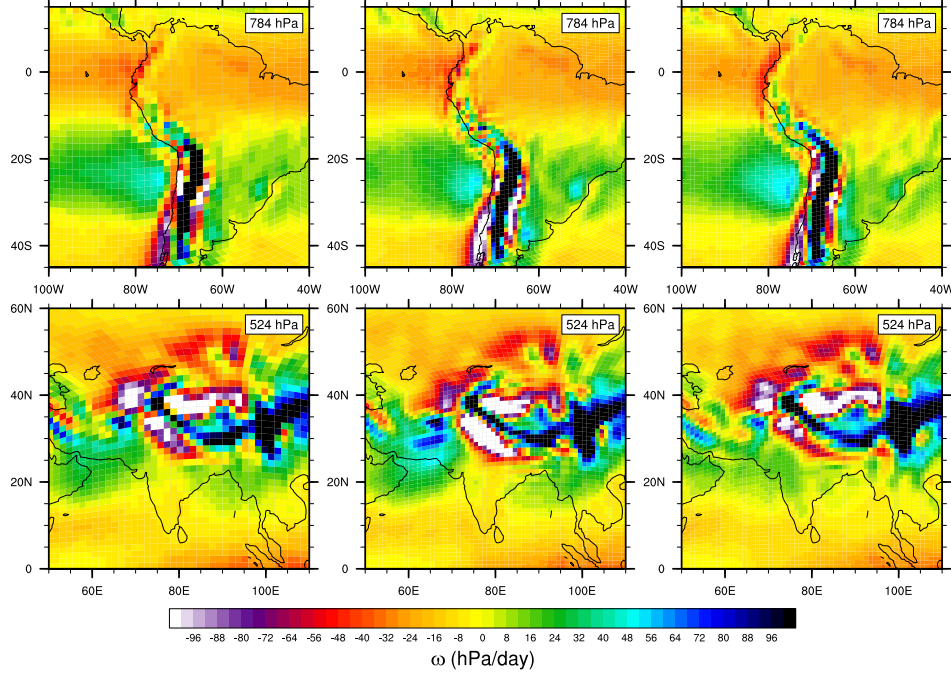 784 hPa 784 hPa 784 hPa
0 0 0
20S 20S 20S
40S 40S 40S
100W 80W 60W 40W 100W 80W 60W 40W 100W 80W 60W 40W
60N 60N 60N
524 hPa 524 hPa 524 hPa
40N 40N 40N
20N 20N 20N
0 0 0
60E 80E 100E 60E 80E 100E 60E 80E 100E
-96 -88 -80 -72 -64 -56 -48 -40 -32 -24 -16 -8 0 8 16 24 32 40 48 56 64 72 80 88 96
ω (hPa/day)